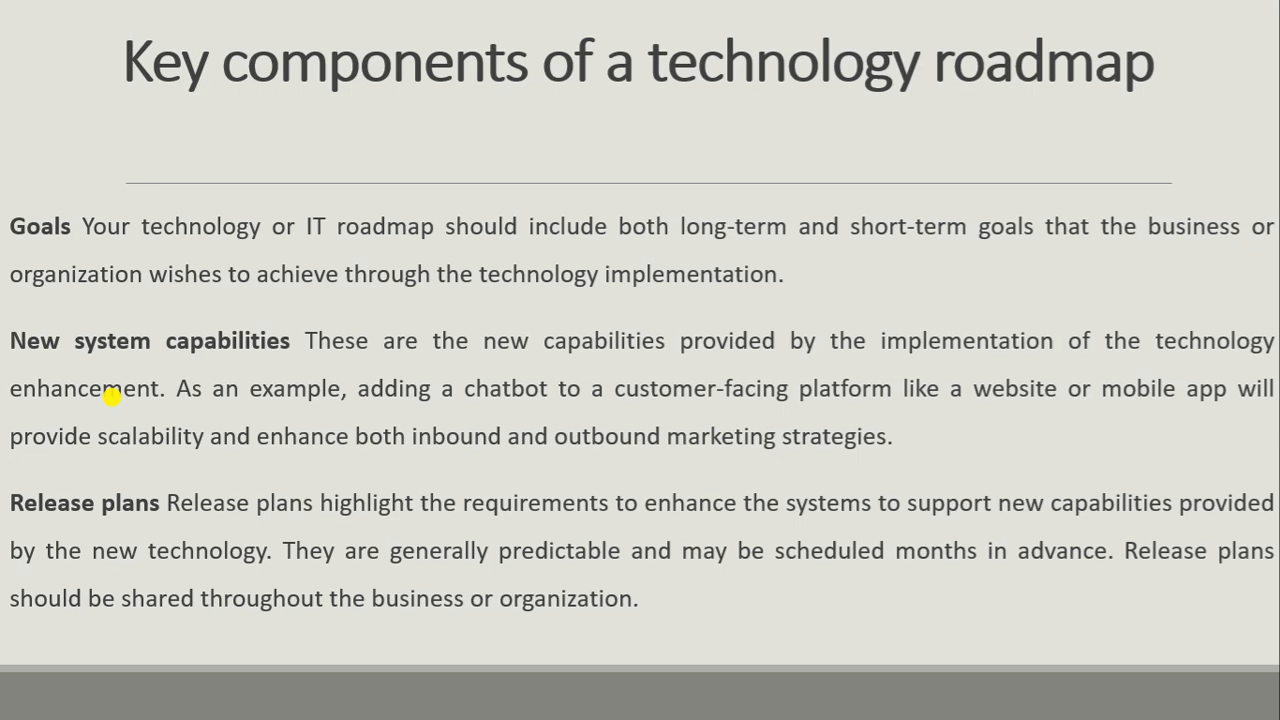 Key components of a technology roadmap
Goals Your technology or IT roadmap should include both long-term and short-term goals that the business or
organization wishes to achieve through the technology implementation.
New system capabilities These are the new capabilities provided by the implementation of the technology
enhancement. As an example, adding a chatbot to a customer-facing platform like a website or mobile app will
provide scalability and enhance both inbound and outbound marketing strategies.
Release plans Release plans highlight the requirements to enhance the systems to support new capabilities provided
by the new technology. They are generally predictable and may be scheduled months in advance. Release plans
should be shared throughout the business or organization.